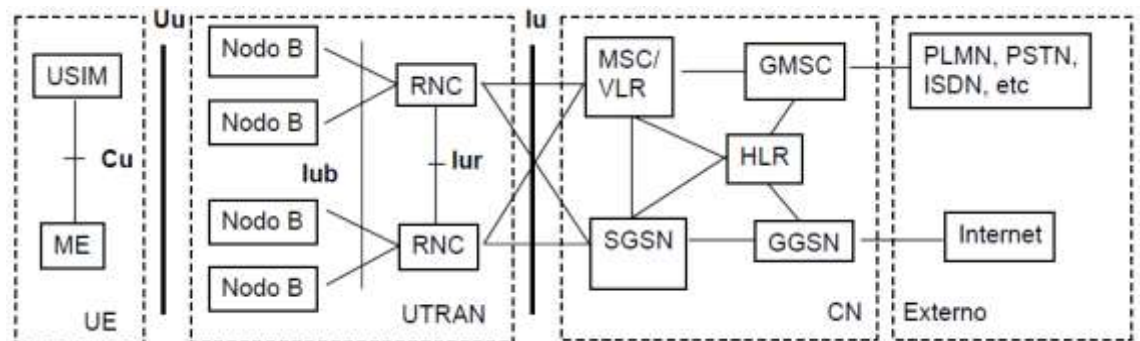 Uu
Iu
USIM
Cu
ME
UE
Nodo B
Nodo B
Nodo B
Nodo B
Iub
RNC
Iur
RNC
UTRAN
MSC/
VLR
GMSC
HLR
SGSN
GGSN
CN
PLMN, PSTN,
ISDN, etc
Internet
Externo